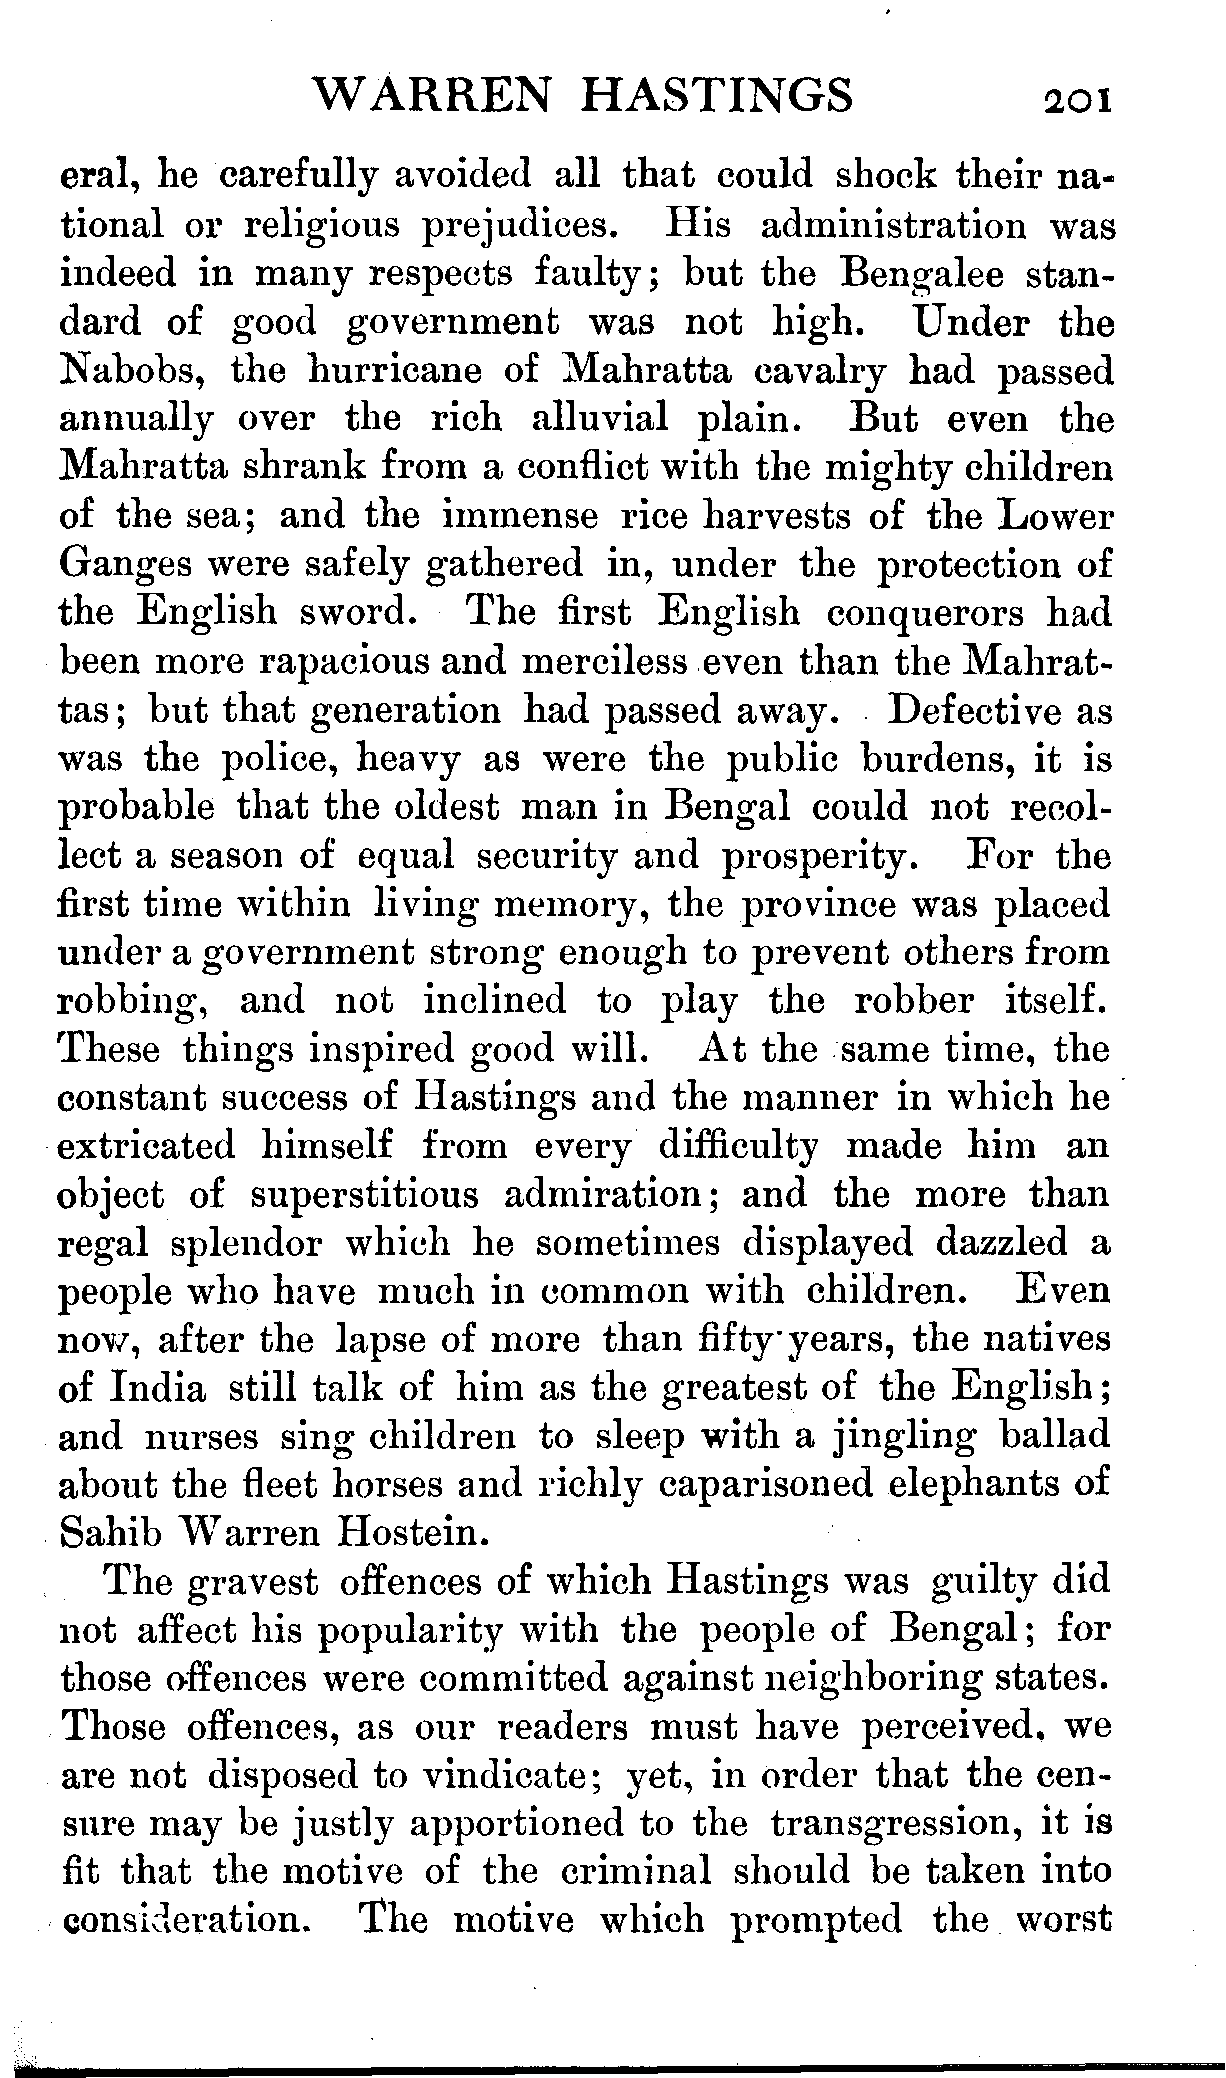 WARREN HASTINGS 201
eral, he carefully avoided all that could shock their na-
tional or religious prejudices. His administration was
indeed in many respects faulty; but the Bengalee stan-
dard of good government was not high. Under the
Nabobs, the hurricane of Mahratta cavalry had passed
annually over the rich alluvial plain. But even the
Mahratta shrank from a conflict with the mighty children
of the sea; and the immense rice harvests of the Lower
Ganges were safely gathered in, under the protection of
the English sword. The first English conquerors had
been more rapacious and merciless even than the Mahrat-
tas; but that generation had passed away. Defective as
was the police, heavy as were the public burdens, it is
probable that the oldest man in Bengal could not recol-
lect a season of equal security and prosperity. For the
first time within living memory, the province was placed
under a government strong enough to prevent others from
robbing, and not inclined to play the robber itself.
These things inspired good will. At the same time, the
constant success of Hastings and the manner in which he
extricated himself from every difficulty made him an
object of superstitious admiration; and the more than
regal splendor which he sometimes displayed dazzled a
people who have much in common with children. Even
now, after the lapse of more than fifty years, the natives
of India still talk of him as the greatest of the English;
and nurses sing children to sleep with a jingling ballad
about the fleet horses and richly caparisoned elephants of
Sahib Warren Hostein.
The gravest offences of which Hastings was guilty did
not affect his popularity with the people of Bengal; for
those offences were committed against neighboring states.
Those offences, as our readers must have perceived, we
are not disposed to vindicate; yet, in order that the cen-
sure may be justly apportioned to the transgression, it is
fit that the motive of the criminal should be taken into
consideration. The motive which prompted the worst